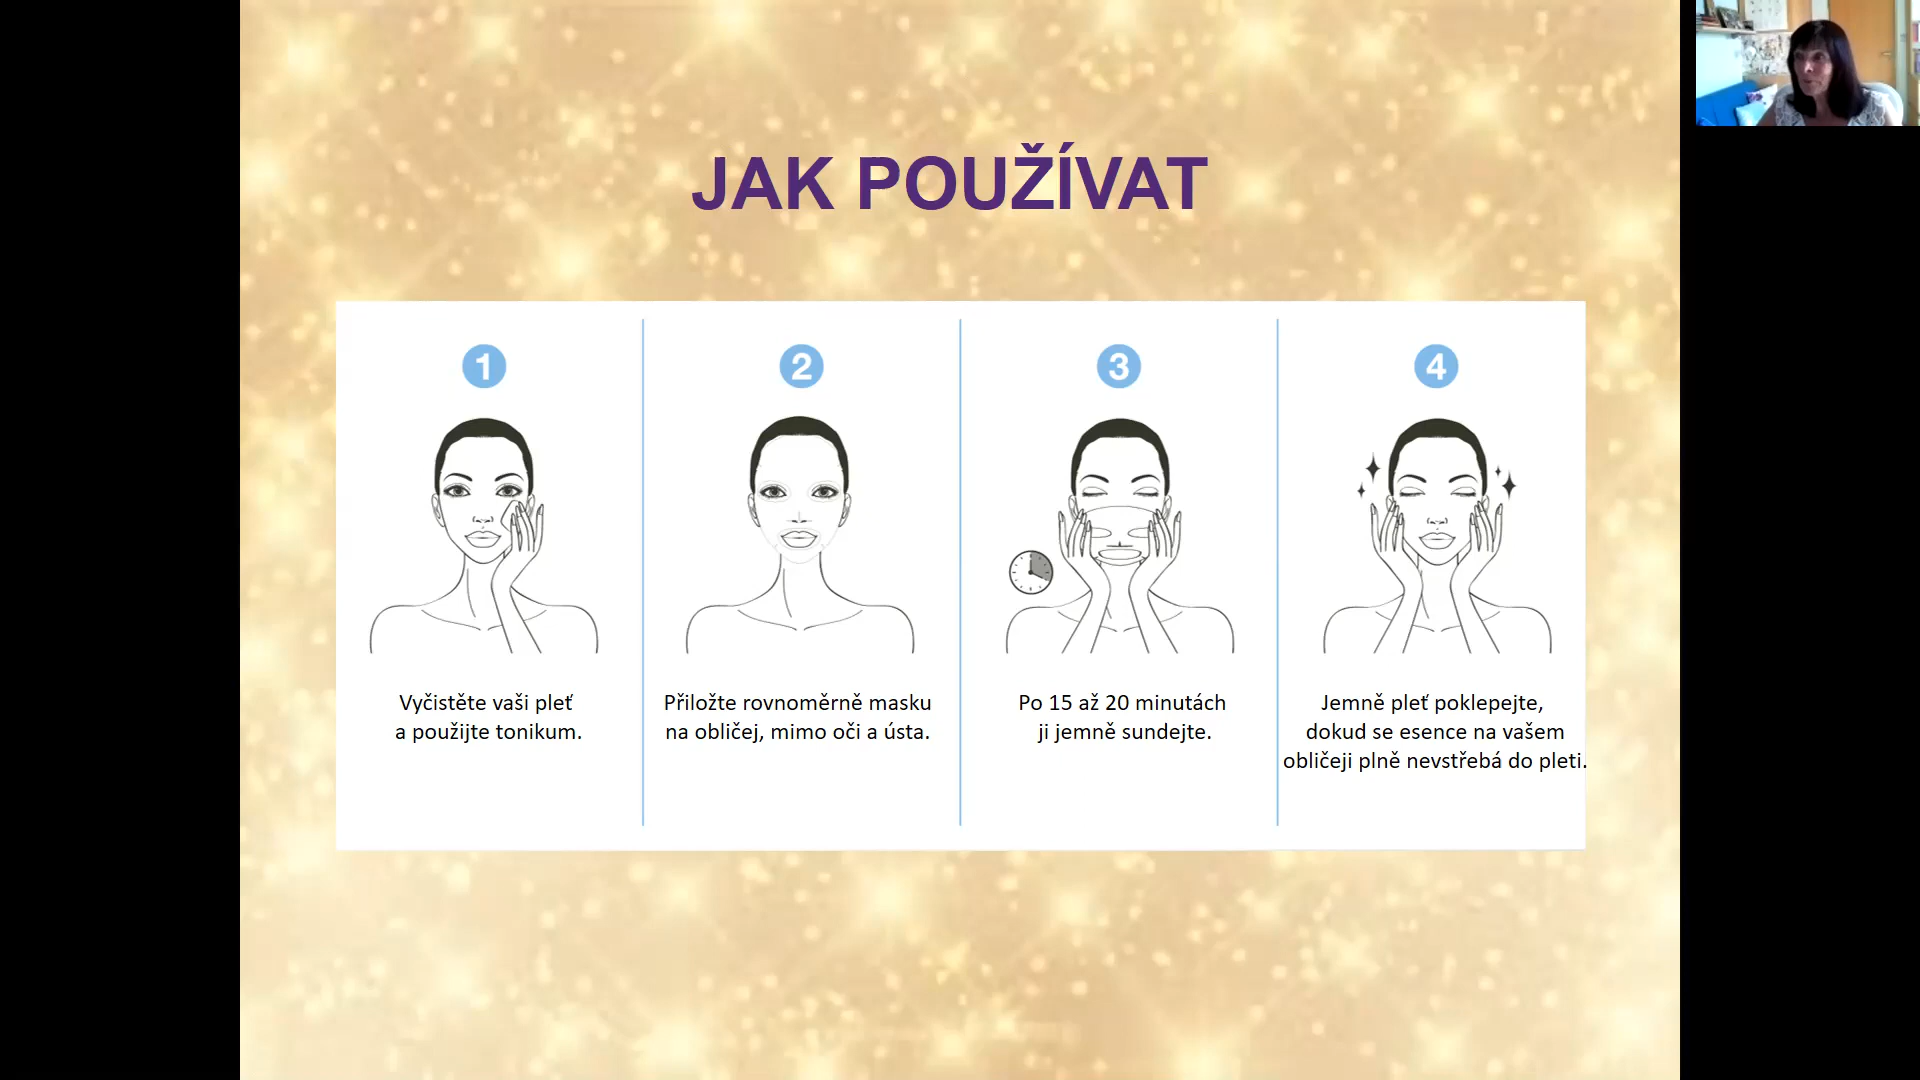 JAK POUŽÍVAT
1
Vyčistěte vaši pleť
a použijte tonikum.
2
Přiložte rovnoměrně masku
na obličej, mimo oči a ústa.
3
Po 15 až 20 minutách
ji jemně sundejte.
4
Jemně pleť poklepejte,
dokud se esence na vašem
obličeji plně nevstřebá do pleti.